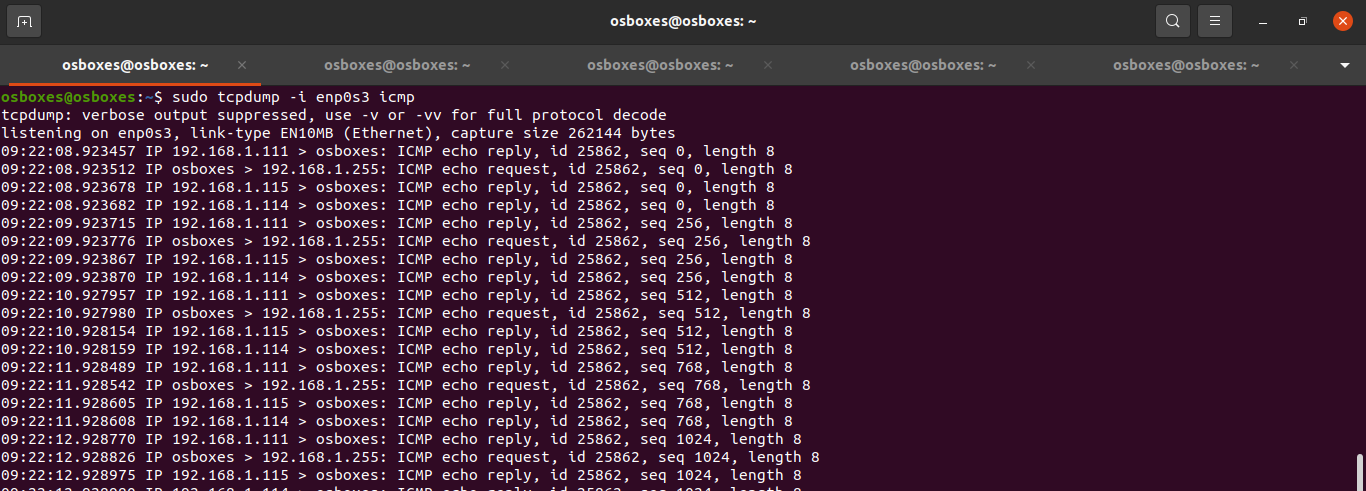 osboxes@osboxes: ~
osboxes@osboxes: ~ × osboxes@osboxes: ~ × osboxes@osboxes: ~ × osboxes@osboxes: ~ × osboxes@osboxes: ~ ×
osboxes@osboxes:~$ sudo tcpdump -i enp0s3 icmp
tcpdump: verbose output suppressed, use -v or -vv for full protocol decode
listening on enp0s3, link-type EN10MB (Ethernet), capture size 262144 bytes
09:22:08.923457 IP 192.168.1.111 > osboxes: ICMP echo reply, id 25862, seq 0, length 8
09:22:08.923512 IP osboxes > 192.168.1.255: ICMP echo request, id 25862, seq 0, length 8
09:22:08.923678 IP 192.168.1.115 > osboxes: ICMP echo reply, id 25862, seq 0, length 8
09:22:08.923682 IP 192.168.1.114 > osboxes: ICMP echo reply, id 25862, seq 0, length 8
09:22:09.923715 IP 192.168.1.111 > osboxes: ICMP echo reply, id 25862, seq 256, length 8
09:22:09.923776 IP osboxes > 192.168.1.255: ICMP echo request, id 25862, seq 256, length 8
09:22:09.923867 IP 192.168.1.115 > osboxes: ICMP echo reply, id 25862, seq 256, length 8
09:22:09.923870 IP 192.168.1.114 > osboxes: ICMP echo reply, id 25862, seq 256, length 8
09:22:10.927957 IP 192.168.1.111 > osboxes: ICMP echo reply, id 25862, seq 512, length 8
09:22:10.927980 IP osboxes > 192.168.1.255: ICMP echo request, id 25862, seq 512, length 8
09:22:10.928154 IP 192.168.1.115 > osboxes: ICMP echo reply, id 25862, seq 512, length 8
09:22:10.928159 IP 192.168.1.114 > osboxes: ICMP echo reply, id 25862, seq 512, length 8
09:22:11.928489 IP 192.168.1.111 > osboxes: ICMP echo reply, id 25862, seq 768, length 8
09:22:11.928542 IP osboxes > 192.168.1.255: ICMP echo request, id 25862, seq 768, length 8
09:22:11.928605 IP 192.168.1.115 > osboxes: ICMP echo reply, id 25862, seq 768, length 8
09:22:11.928608 IP 192.168.1.114 > osboxes: ICMP echo reply, id 25862, seq 768, length 8
09:22:12.928770 IP 192.168.1.111 > osboxes: ICMP echo reply, id 25862, seq 1024, length 8
09:22:12.928826 IP osboxes > 192.168.1.255: ICMP echo request, id 25862, seq 1024, length 8
09:22:12.928975 IP 192.168.1.115 > osboxes: ICMP echo reply, id 25862, seq 1024, length 8
IP 192.168.1.114 > osboxes: ICMP echo reply, id 25862, seq 1024, length 8